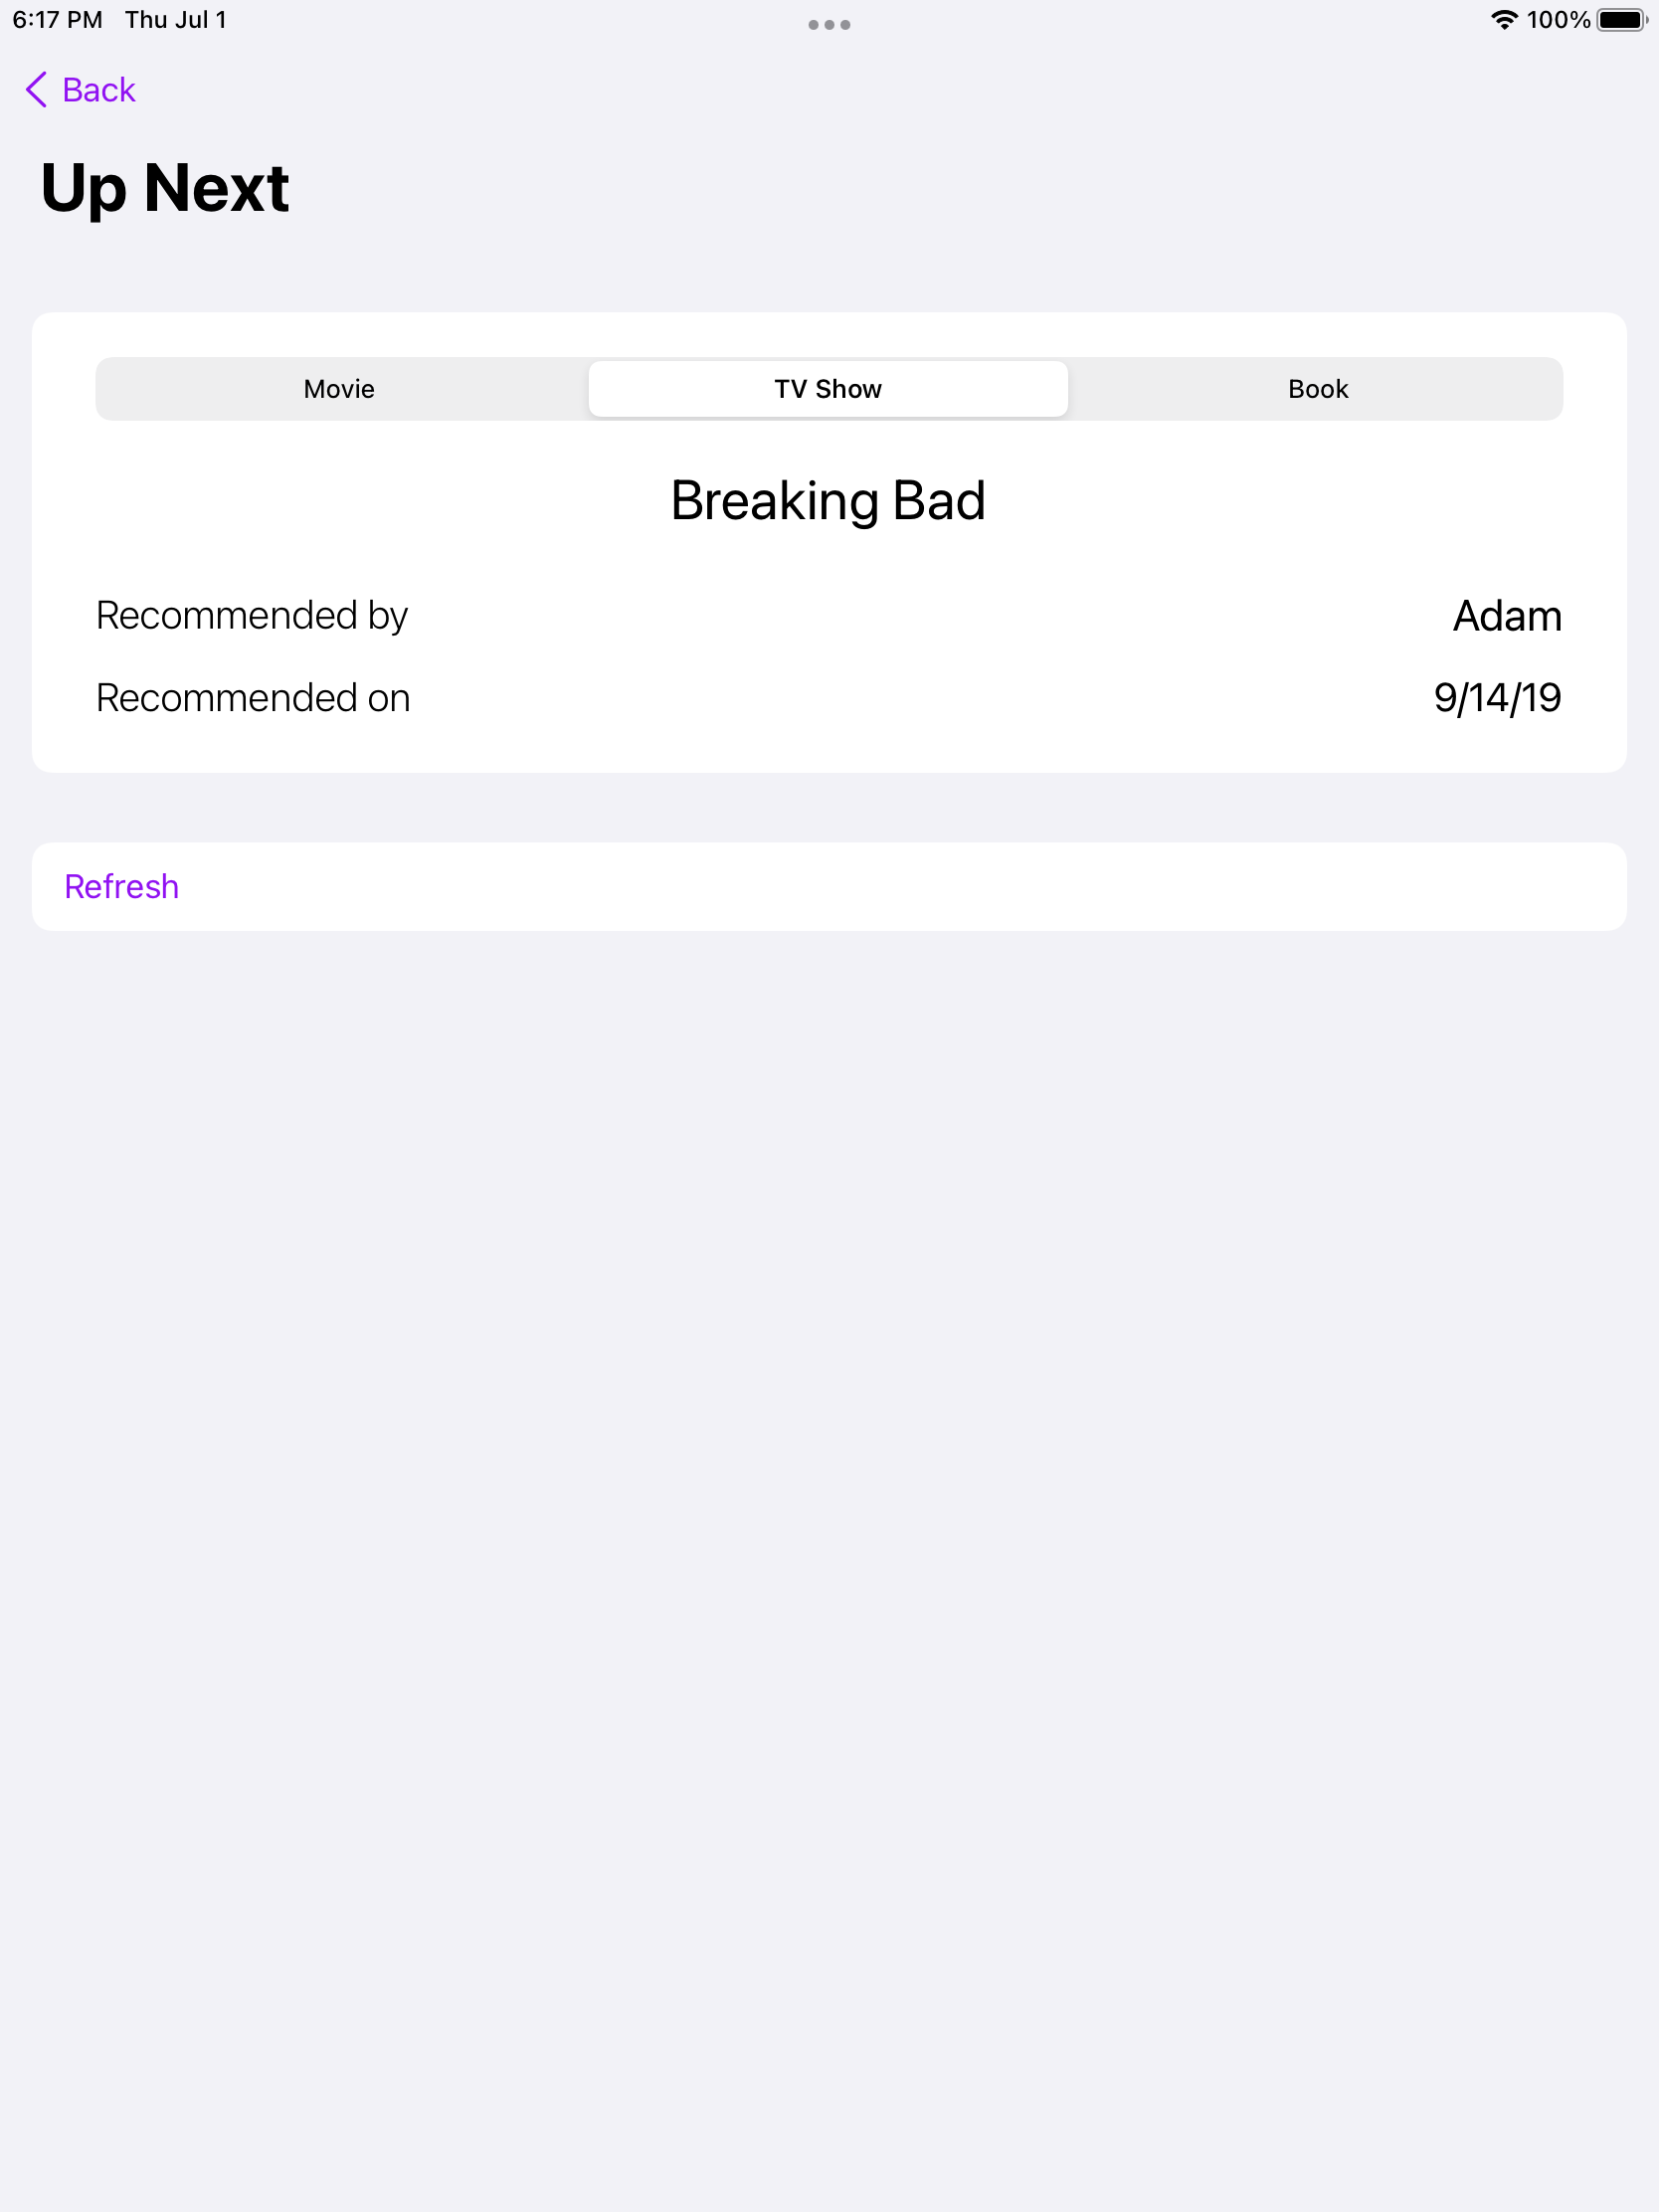 6:17 PM Thu Jul 1 100%
Back
Up Next
Movie TV Show Book
Breaking Bad
Recommended by Adam
Recommended on 9/14/19
Refresh